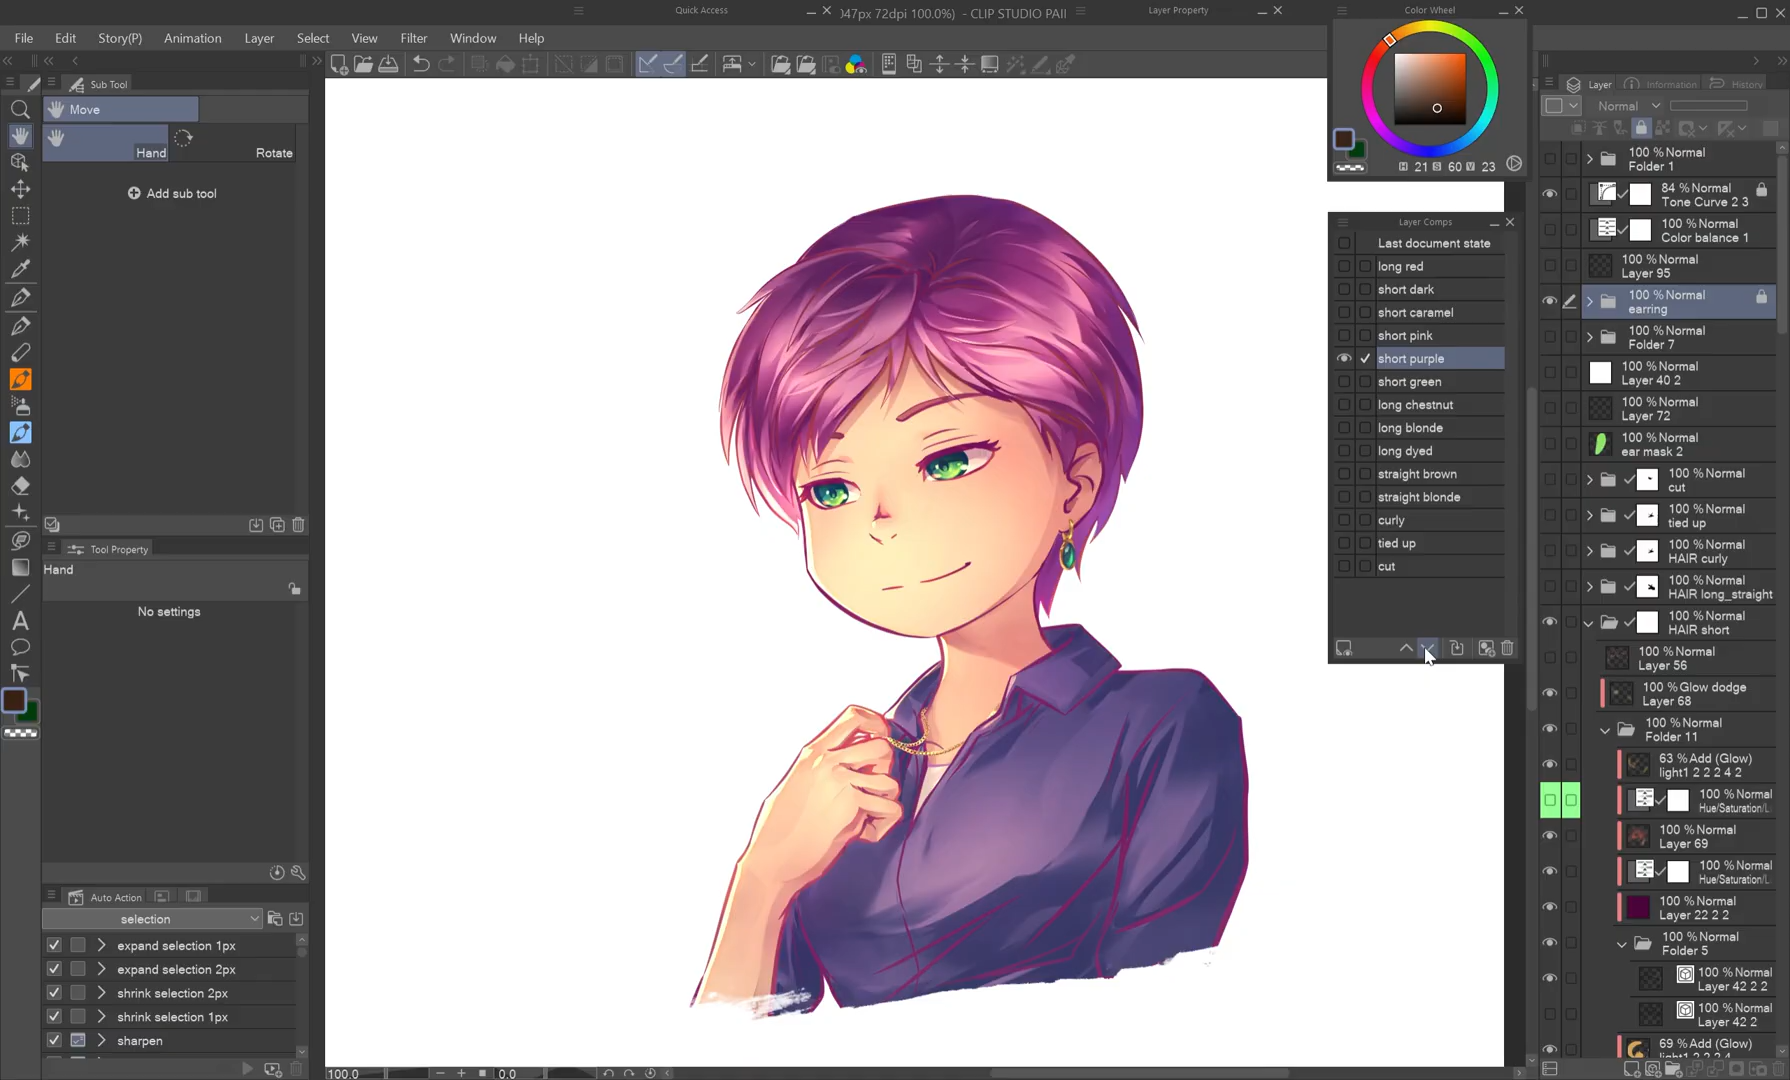 Quick Access
047px 72dpi 100.0%)  - CLIP STUDIO PAI
Layer Property
Color Wheel
File
Edit
Story(P)
Animation
Layer
Select
View
Filter
Window
Help
Sub Tool
Move
Hand
Rotate
Add sub tool
Tool Property
Hand
No settings
Auto Action
selection
expand selection 1px
expand selection 2px
shrink selection 2px
shrink selection 1px
sharpen
100.0
0.0
H 21 S 60 V 23
Layer Comps
Last document state
long red
short dark
short caramel
short pink
short purple
short green
long chestnut
long blonde
long dyed
straight brown
straight blonde
curly
tied up
cut
Layer
Information
History
Normal
100 % Normal
Folder 1
84 % Normal
Tone Curve 2 3
100 % Normal
Color balance 1
100 % Normal
Layer 95
100 % Normal
earring
100 % Normal
Folder 7
100 % Normal
Layer 40 2
100 % Normal
Layer 72
100 % Normal
ear mask 2
100 % Normal
cut
100 % Normal
tied up
100 % Normal
HAIR curly
100 % Normal
HAIR long_straight
100 % Normal
HAIR short
100 % Normal
Layer 56
100 % Glow dodge
Layer 68
100 % Normal
Folder 11
63 % Add (Glow)
light1 2 2 2 4 2
100 % Normal
Hue/Saturation/L
100 % Normal
Layer 69
100 % Normal
Hue/Saturation/L
100 % Normal
Layer 22 2 2
100 % Normal
Folder 5
100 % Normal
Layer 42 2 2
100 % Normal
Layer 42 2
69 % Add (Glow)
light1 2 2 2 4